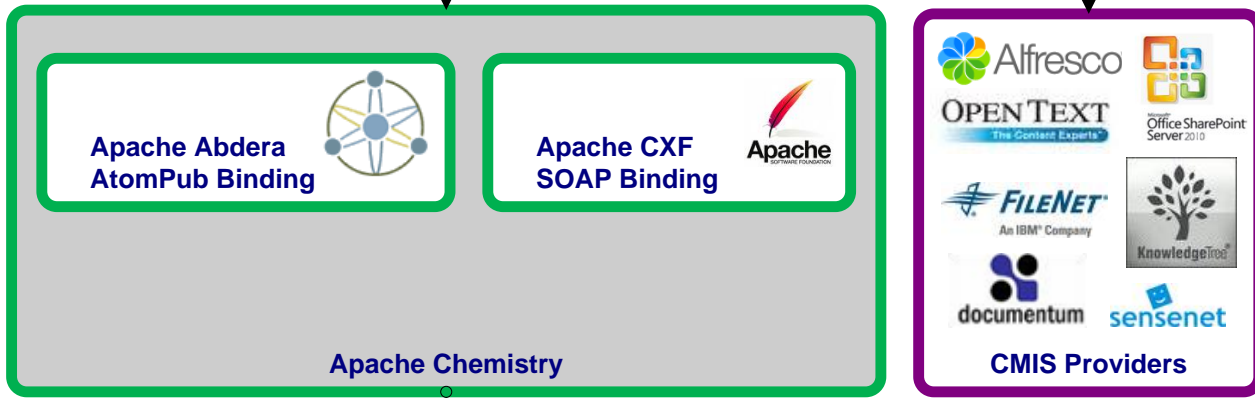 Apache Abdera
AtomPub Binding
Apache CXF
SOAP Binding
Apache
SOFTWARE FOUNDATION
Apache Chemistry
Alfresco
OPEN TEXT
The Content Experts™
Microsoft®
Office SharePoint
Server 2010
FILENET®
An IBM® Company
KnowledgeTree®
documentum
sensenet
CMIS Providers